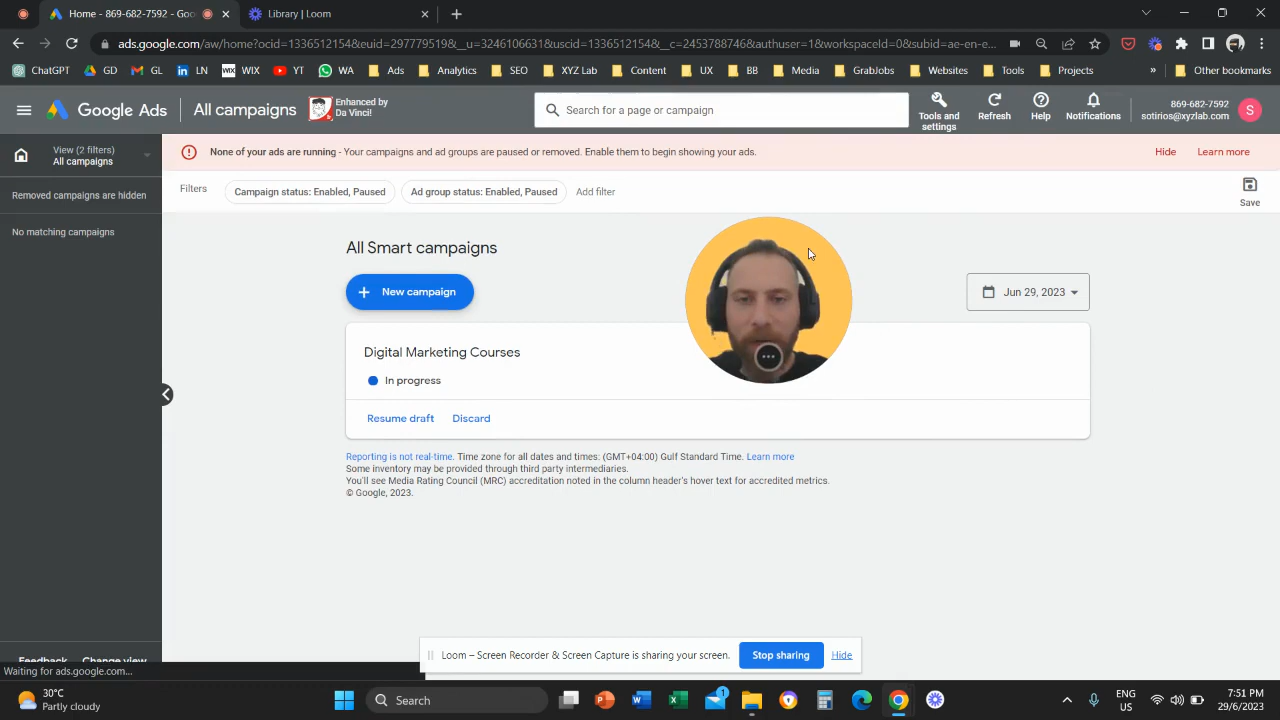 Home - 869-682-7592 - Goo
Library | Loom
ads.google.com/aw/home?ocid=1336512154&euid=297779519&__u=3246106631&uscid=1336512154&__c=2453788746&authuser=1&workspaceId=0&subid=ae-en-e...
ChatGPT
GD
GL
LN
WIX
YT
WA
Ads
Analytics
SEO
XYZ Lab
Content
UX
BB
Media
GrabJobs
Websites
Tools
Projects
»
Other bookmarks
Google Ads
All campaigns
Enhanced by
Da Vinci!
Search for a page or campaign
Tools and
settings
Refresh
Help
Notifications
869-682-7592
sotirios@xyzlab.com
S
View (2 filters)
All campaigns
None of your ads are running - Your campaigns and ad groups are paused or removed. Enable them to begin showing your ads.
Hide
Learn more
Removed campaigns are hidden
Filters
Campaign status: Enabled, Paused
Ad group status: Enabled, Paused
Add filter
Save
No matching campaigns
All Smart campaigns
New campaign
Jun 29, 2023
Digital Marketing Courses
In progress
Resume draft
Discard
Reporting is not real-time. Time zone for all dates and times: (GMT+04:00) Gulf Standard Time. Learn more
Some inventory may be provided through third party intermediaries.
You'll see Media Rating Council (MRC) accreditation noted in the column header's hover text for accredited metrics.
© Google, 2023.
Feedback
Change view
Waiting for ads.google.com...
Loom – Screen Recorder & Screen Capture is sharing your screen.
Stop sharing
Hide
30°C
Partly cloudy
Search
1
ENG
US
7:51 PM
29/6/2023